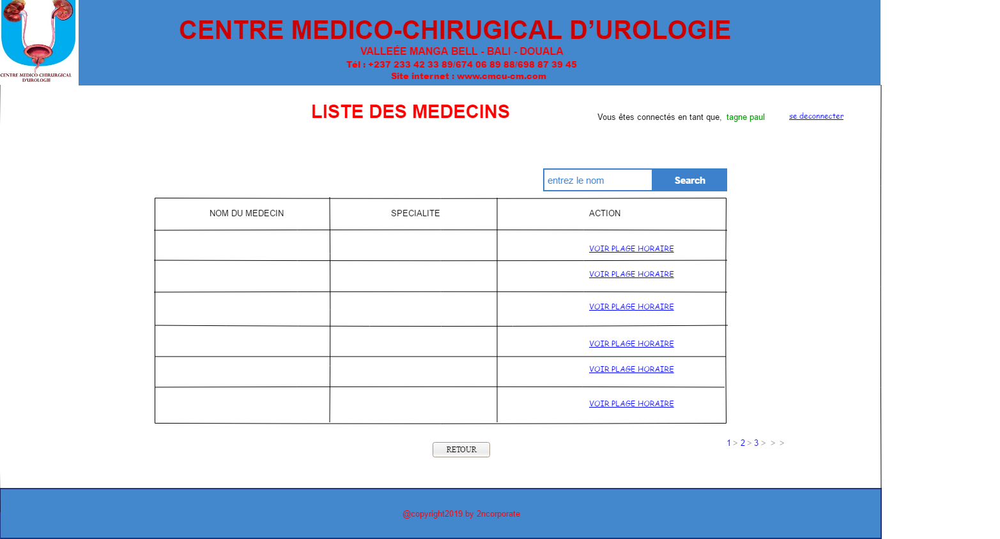 CENTRE MEDICO-CHIRUGICAL D’UROLOGIE
VALLEÉE MANGA BELL - BALI - DOUALA
Tél : +237 233 42 33 89/674 06 89 88/698 87 39 45
Site internet : www.cmcu-cm.com
CENTRE MEDICO-CHIRURGICAL
D'UROLOGIE
LISTE DES MEDECINS
Vous êtes connectés en tant que, tagne paul
se deconnecter
entrez le nom Search
NOM DU MEDECIN SPECIALITE ACTION
VOIR PLAGE HORAIRE
VOIR PLAGE HORAIRE
VOIR PLAGE HORAIRE
VOIR PLAGE HORAIRE
VOIR PLAGE HORAIRE
VOIR PLAGE HORAIRE
1 > 2 > 3 > > >
RETOUR
@copyright2019 by 2ncorporate